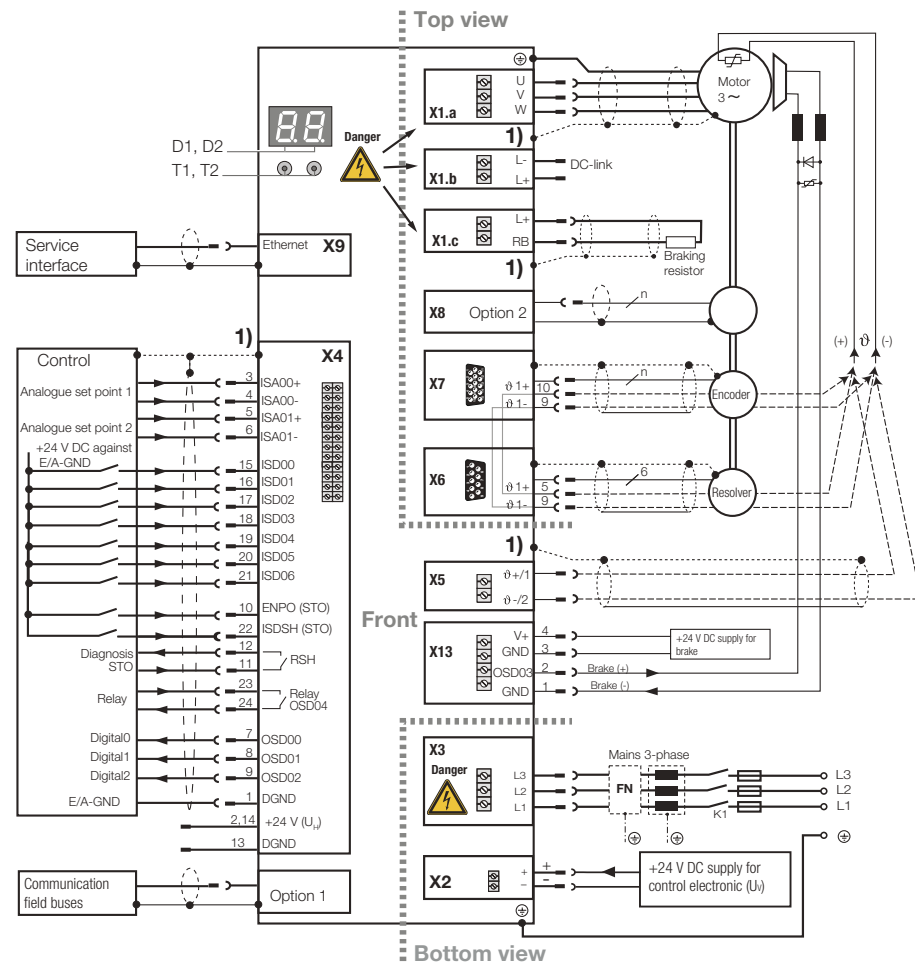 Top view
D1, D2
T1, T2
Danger
X1.a
U
V
W
Motor
3 ~
1)
X1.b
L-
L+
DC-link
X1.c
L+
RB
Braking
resistor
1)
Service
interface
Ethernet X9
X8 Option 2
n
(+) ϑ (-)
X7
n
ϑ 1+ 10
ϑ 1- 9
Encoder
X6
6
ϑ 1+ 5
ϑ 1- 9
Resolver
1)
Control
X4
Analogue set point 1
3 ISA00+
4 ISA00-
Analogue set point 2
5 ISA01+
6 ISA01-
+24 V DC against
E/A-GND
15 ISD00
16 ISD01
17 ISD02
18 ISD03
19 ISD04
20 ISD05
21 ISD06
10 ENPO (STO)
22 ISDSH (STO)
Diagnosis
STO
12
11
RSH
Relay
23
24
Relay
OSD04
Digital0 7 OSD00
Digital1 8 OSD01
Digital2 9 OSD02
E/A-GND 1 DGND
2,14 +24 V (UH)
13 DGND
Communication
field buses
Option 1
Front
1)
X5
ϑ+/1
ϑ-/2
X13
V+ 4
GND 3
OSD03 2 Brake (+)
GND 1 Brake (-)
+24 V DC supply for
brake
X3
Danger
L3
L2
L1
Mains 3-phase
FN
K1
L3
L2
L1
X2
+ +
− −
+24 V DC supply for
control electronic (UV)
Bottom view